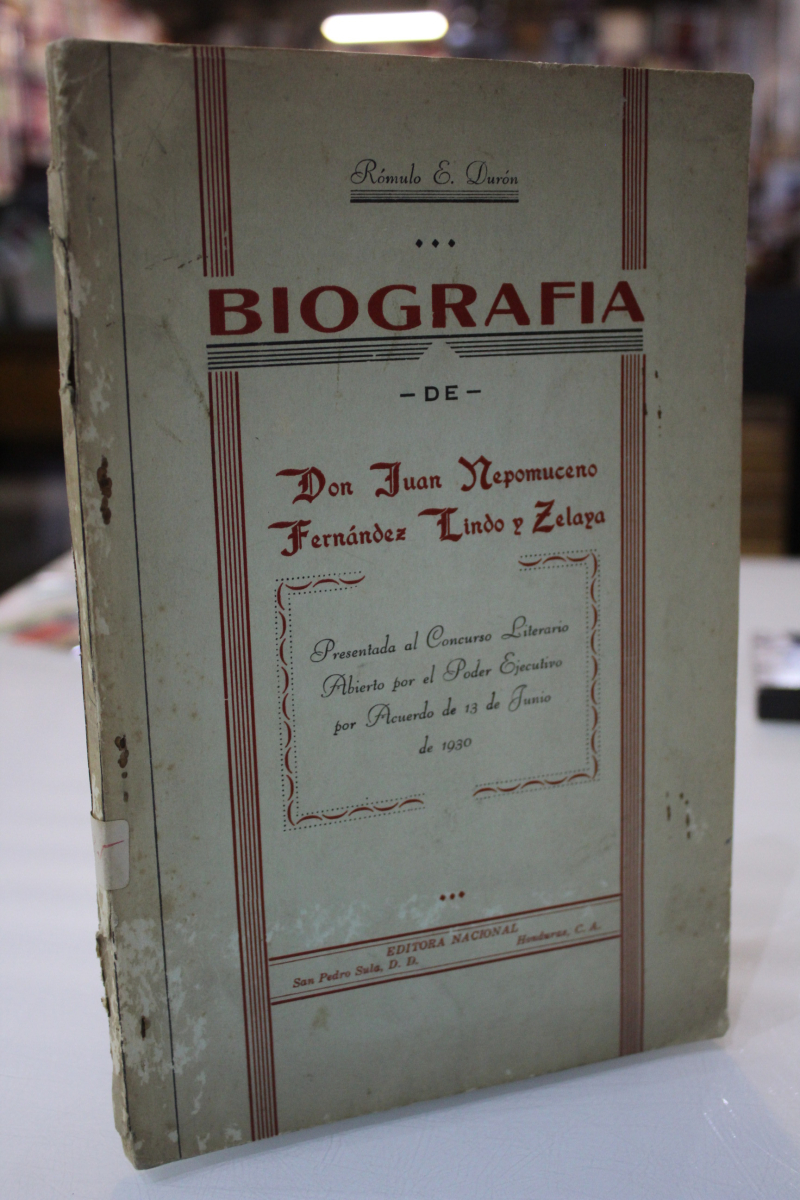 Rómulo E. Durón
BIOGRAFIA
— DE —
Don Juan Nepomuceno
Fernández Lindo y Zelaya
Presentada al Concurso Literario
Abierto por el Poder Ejecutivo
por Acuerdo de 13 de Junio
de 1930
EDITORA NACIONAL
San Pedro Sula, D. D. Honduras, C. A.